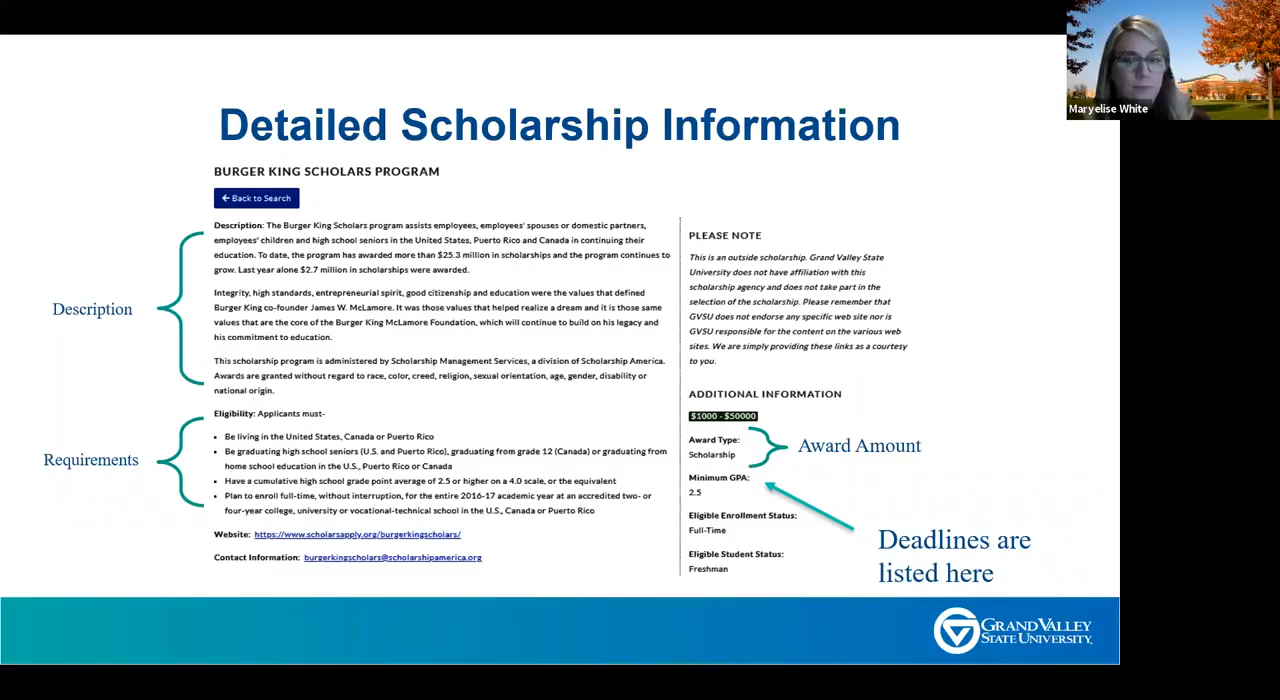 Maryelise White
Detailed Scholarship Information
BURGER KING SCHOLARS PROGRAM
← Back to Search
Description: The Burger King Scholars program assists employees, employees' spouses or domestic partners,
employees' children and high school seniors in the United States, Puerto Rico and Canada in continuing their
education. To date, the program has awarded more than $25.3 million in scholarships and the program continues to
grow. Last year alone $2.7 million in scholarships were awarded.
Integrity, high standards, entrepreneurial spirit, good citizenship and education were the values that defined
Burger King co-founder James W. McLamore. It was those values that helped realize a dream and it is those same
values that are the core of the Burger King McLamore Foundation, which will continue to build on his legacy and
his commitment to education.
This scholarship program is administered by Scholarship Management Services, a division of Scholarship America.
Awards are granted without regard to race, color, creed, religion, sexual orientation, age, gender, disability or
national origin.
Description
Eligibility: Applicants must-
• Be living in the United States, Canada or Puerto Rico
• Be graduating high school seniors (U.S. and Puerto Rico), graduating from grade 12 (Canada) or graduating from
home school education in the U.S., Puerto Rico or Canada
• Have a cumulative high school grade point average of 2.5 or higher on a 4.0 scale, or the equivalent
• Plan to enroll full-time, without interruption, for the entire 2016-17 academic year at an accredited two- or
four-year college, university or vocational-technical school in the U.S., Canada or Puerto Rico
Requirements
Website: https://www.scholarsapply.org/burgerkingscholars/
Contact Information: burgerkingscholars@scholarshipamerica.org
PLEASE NOTE
This is an outside scholarship. Grand Valley State
University does not have affiliation with this
scholarship agency and does not take part in the
selection of the scholarship. Please remember that
GVSU does not endorse any specific web site nor is
GVSU responsible for the content on the various web
sites. We are simply providing these links as a courtesy
to you.
ADDITIONAL INFORMATION
$1000 - $50000
Award Type:
Scholarship
Award Amount
Minimum GPA:
2.5
Eligible Enrollment Status:
Full-Time
Eligible Student Status:
Freshman
Deadlines are
listed here
GRANDVALLEY
STATE UNIVERSITY.